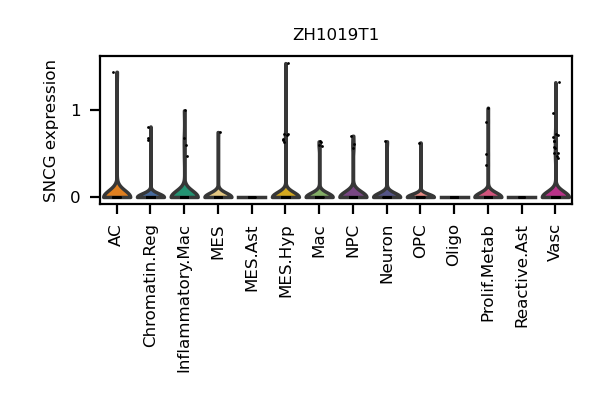 ZH1019T1
SNCG expression
1
0
AC
Chromatin.Reg
Inflammatory.Mac
MES
MES.Ast
MES.Hyp
Mac
NPC
Neuron
OPC
Oligo
Prolif.Metab
Reactive.Ast
Vasc